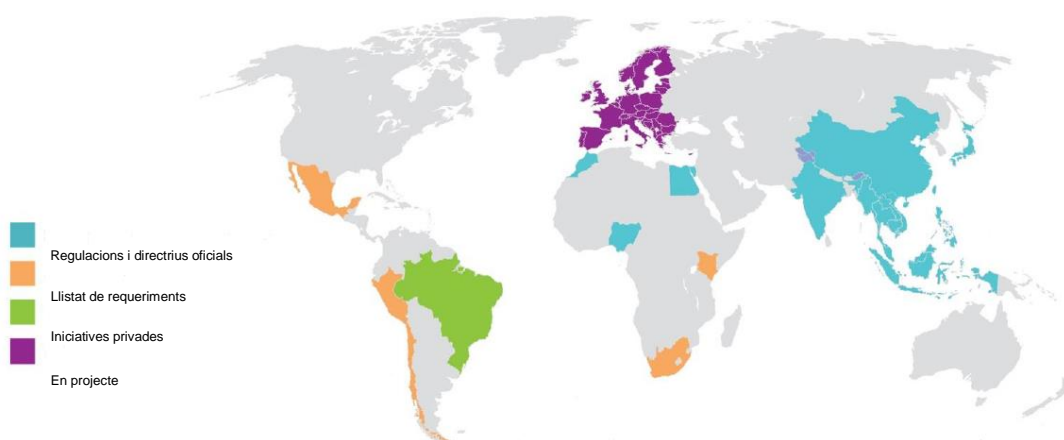 Regulacions i directrius oficials
Llistat de requeriments
Iniciatives privades
En projecte